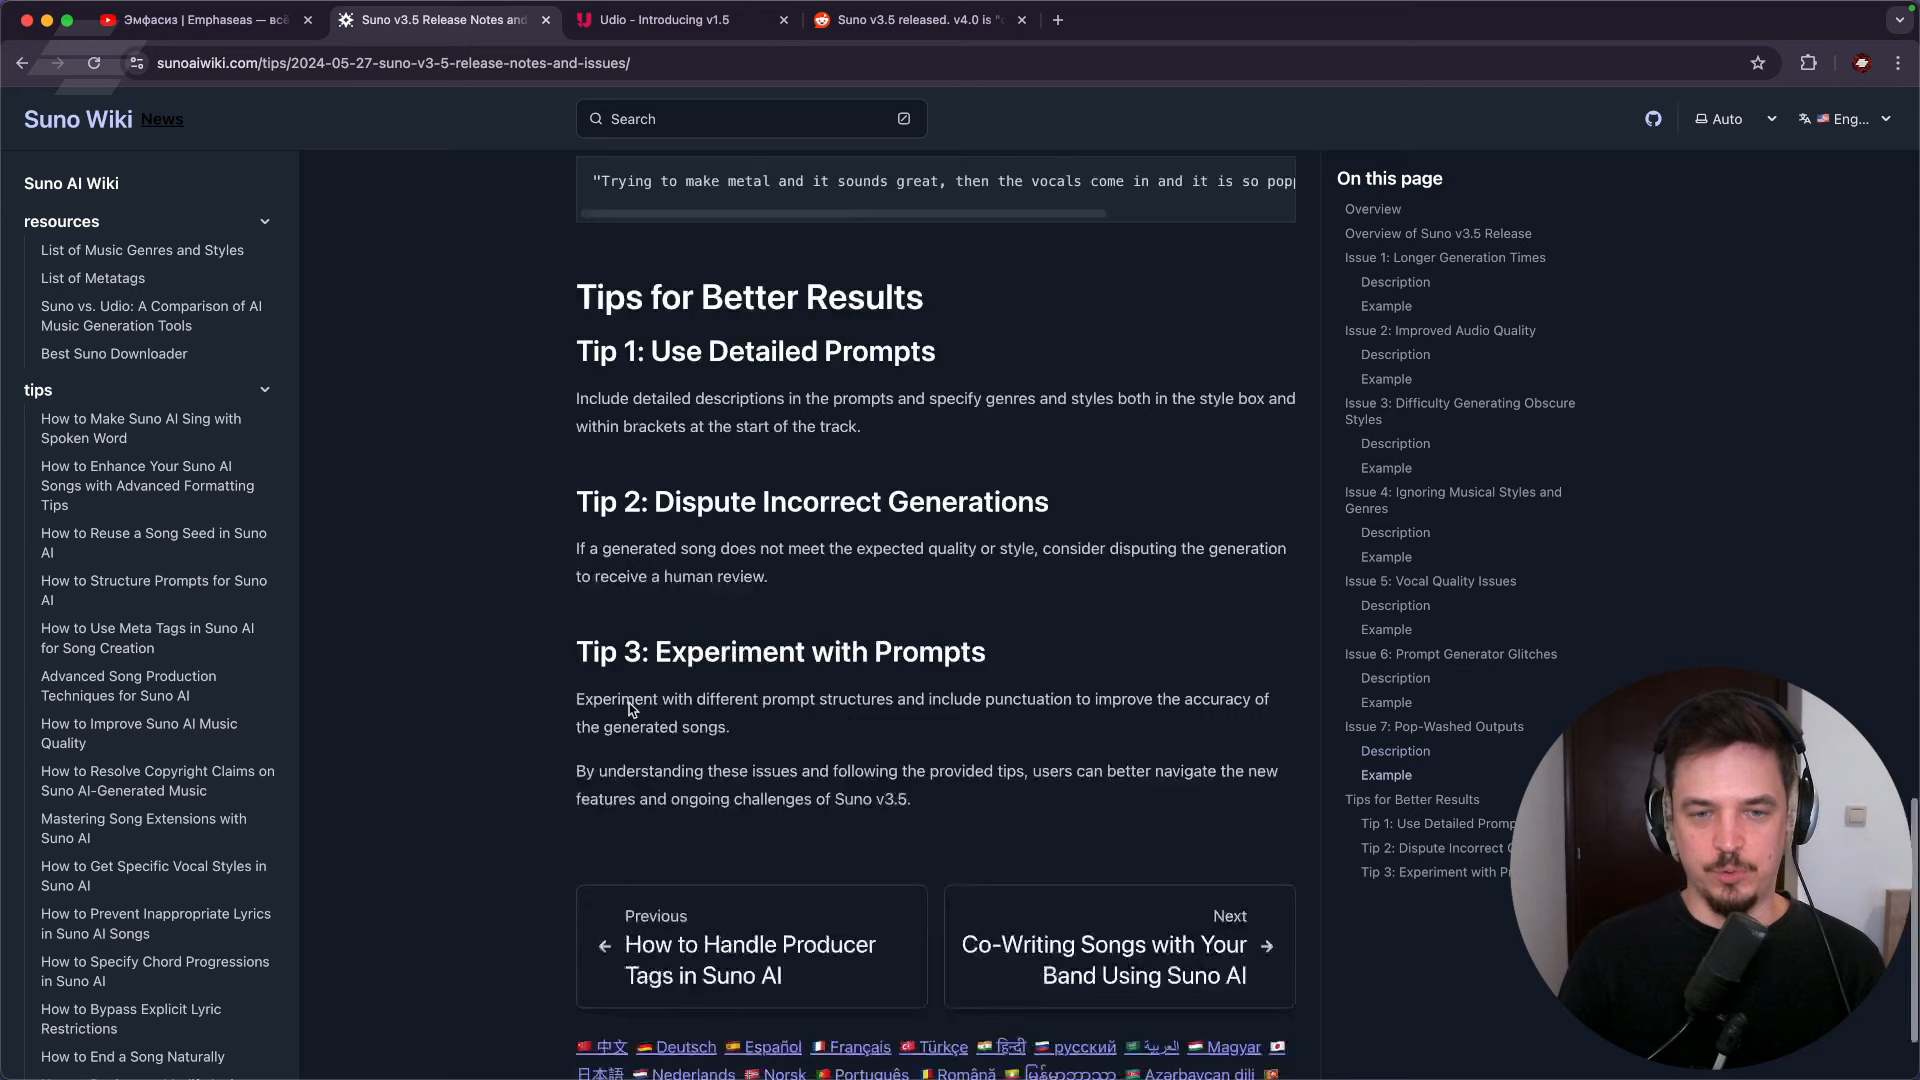 Эмфасиз | Emphaseas — всё
Suno v3.5 Release Notes and
Udio - Introducing v1.5
Suno v3.5 released. v4.0 is "
sunoaiwiki.com/tips/2024-05-27-suno-v3-5-release-notes-and-issues/
Suno Wiki News
Search
Auto
Eng...
Suno AI Wiki
resources
List of Music Genres and Styles
List of Metatags
Suno vs. Udio: A Comparison of AI
Music Generation Tools
Best Suno Downloader
tips
How to Make Suno AI Sing with
Spoken Word
How to Enhance Your Suno AI
Songs with Advanced Formatting
Tips
How to Reuse a Song Seed in Suno
AI
How to Structure Prompts for Suno
AI
How to Use Meta Tags in Suno AI
for Song Creation
Advanced Song Production
Techniques for Suno AI
How to Improve Suno AI Music
Quality
How to Resolve Copyright Claims on
Suno AI-Generated Music
Mastering Song Extensions with
Suno AI
How to Get Specific Vocal Styles in
Suno AI
How to Prevent Inappropriate Lyrics
in Suno AI Songs
How to Specify Chord Progressions
in Suno AI
How to Bypass Explicit Lyric
Restrictions
How to End a Song Naturally
"Trying to make metal and it sounds great, then the vocals come in and it is so pop
Tips for Better Results
Tip 1: Use Detailed Prompts
Include detailed descriptions in the prompts and specify genres and styles both in the style box and
within brackets at the start of the track.
Tip 2: Dispute Incorrect Generations
If a generated song does not meet the expected quality or style, consider disputing the generation
to receive a human review.
Tip 3: Experiment with Prompts
Experiment with different prompt structures and include punctuation to improve the accuracy of
the generated songs.
By understanding these issues and following the provided tips, users can better navigate the new
features and ongoing challenges of Suno v3.5.
Previous
How to Handle Producer
Tags in Suno AI
Next
Co-Writing Songs with Your
Band Using Suno AI
中文 Deutsch Español Français Türkçe हिन्दी русский العربية Magyar
日本語 Nederlands Norsk Português Română မြန်မာဘာသာ Azərbaycan dili
On this page
Overview
Overview of Suno v3.5 Release
Issue 1: Longer Generation Times
Description
Example
Issue 2: Improved Audio Quality
Description
Example
Issue 3: Difficulty Generating Obscure
Styles
Description
Example
Issue 4: Ignoring Musical Styles and
Genres
Description
Example
Issue 5: Vocal Quality Issues
Description
Example
Issue 6: Prompt Generator Glitches
Description
Example
Issue 7: Pop-Washed Outputs
Description
Example
Tips for Better Results
Tip 1: Use Detailed Promp
Tip 2: Dispute Incorrect
Tip 3: Experiment with P